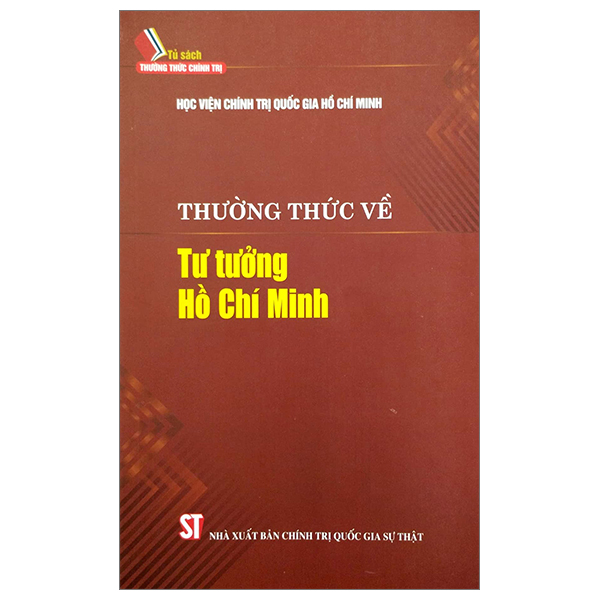 Tủ sách
THƯỜNG THỨC CHÍNH TRỊ
HỌC VIỆN CHÍNH TRỊ QUỐC GIA HỒ CHÍ MINH
THƯỜNG THỨC VỀ
Tư tưởng
Hồ Chí Minh
ST NHÀ XUẤT BẢN CHÍNH TRỊ QUỐC GIA SỰ THẬT